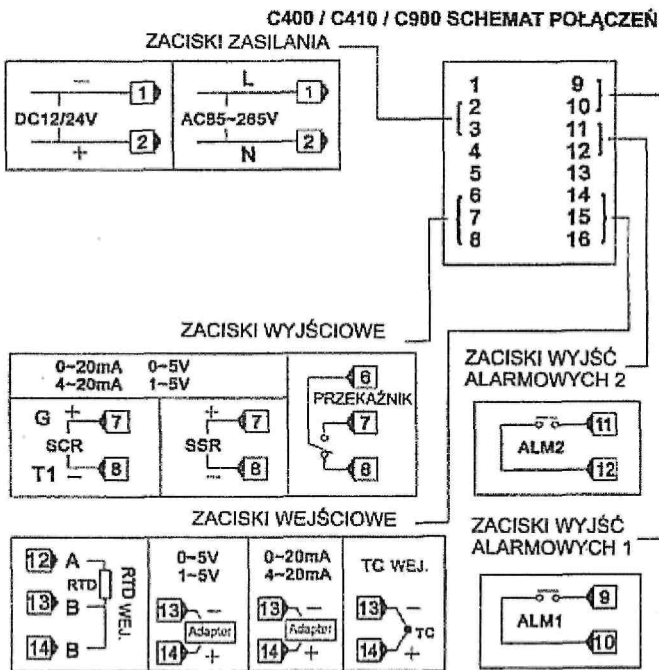 C400 / C410 / C900 SCHEMAT POŁĄCZEŃ
ZACISKI ZASILANIA
− 1 L 1
DC12/24V AC85~265V
+ 2 N 2
1 9
2 10
3 11
4 12
5 13
6 14
7 15
8 16
ZACISKI WYJŚCIOWE
0~20mA 0~5V
4~20mA 1~5V
6
PRZEKAŹNIK
G + 7 + 7 7
SCR SSR
T1 − 8 − 8 8
ZACISKI WYJŚĆ
ALARMOWYCH 2
11
ALM2
12
ZACISKI WEJŚCIOWE
12 A
RTD
13 B
14 B
RTD WEJ.
0~5V
1~5V
13 −
Adapter
14 +
0~20mA
4~20mA
13 −
Adapter
14 +
TC WEJ.
13 −
TC
14 +
ZACISKI WYJŚĆ
ALARMOWYCH 1
9
ALM1
10